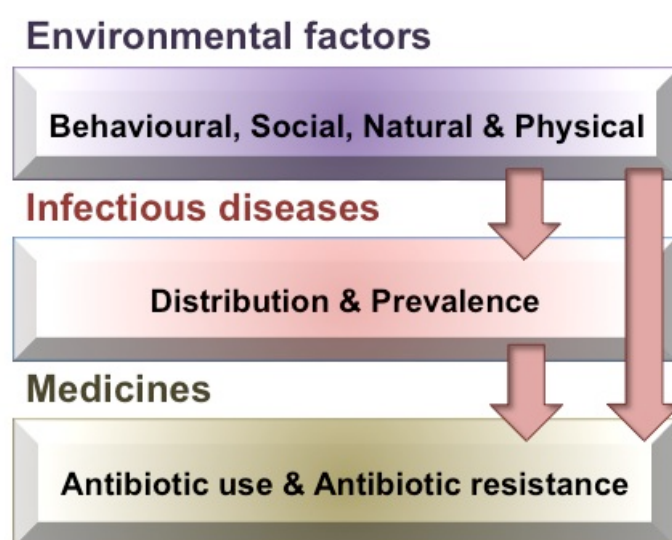 Environmental factors
Behavioural, Social, Natural & Physical
Infectious diseases
Distribution & Prevalence
Medicines
Antibiotic use & Antibiotic resistance